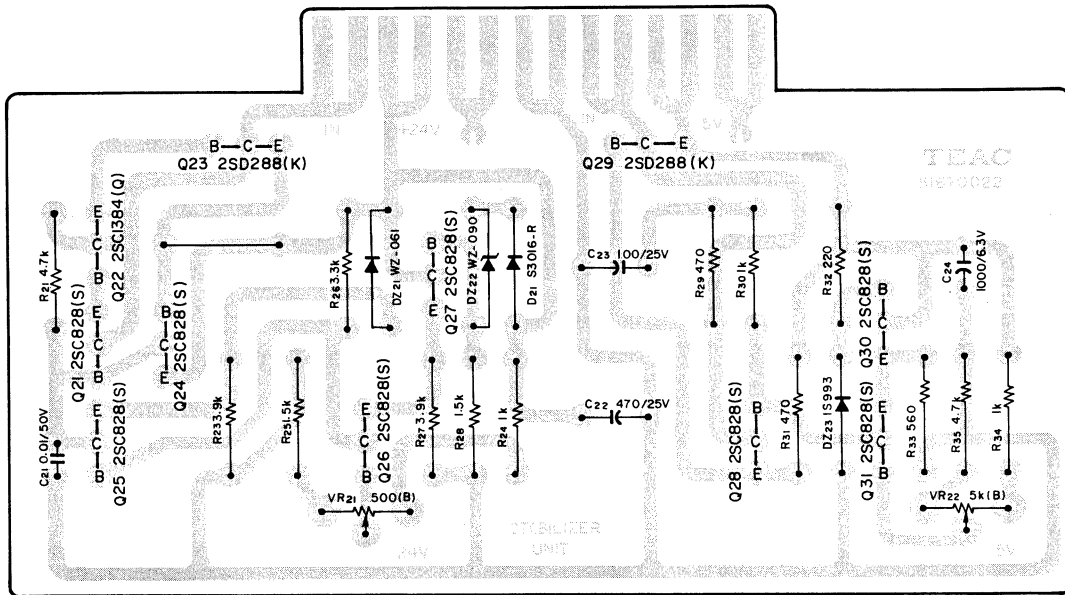 IN
+24V
IN
5V
B—C—E
Q23 2SD288(K)
B—C—E
Q29 2SD288(K)
TEAC
R21 4.7k
E—C—B
Q22 2SC1384(Q)
E—C—B
Q21 2SC828(S)
B—C—E
Q24 2SC828(S)
R26 3.3k
DZ21 WZ-061
B—C—E
Q27 2SC828(S)
DZ22 WZ-090
D21 S3016-R
C23 100/25V
R29 470
R30 1k
R32 220
B—C—E
Q30 2SC828(S)
C24
1000/6.3V
C21 0.01/50V
E—C—B
Q25 2SC828(S)
R23 3.9k
R25 1.5k
E—C—B
Q26 2SC828(S)
R27 3.9k
R28 1.5k
R24 1k
C22 470/25V
Q28 2SC828(S)
B—C—E
R31 470
DZ23 1S993
Q31 2SC828(S)
E—C—B
R33 560
R35 4.7k
R34 1k
VR21 500(B)
VR22 5k(B)
24V
STABILIZER
UNIT
5V